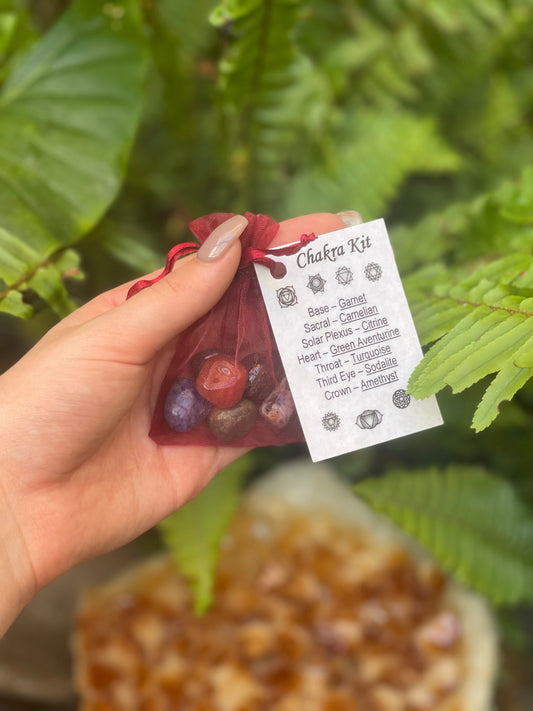 Chakra Kit
Base – Garnet
Sacral – Carnelian
Solar Plexus – Citrine
Heart – Green Aventurine
Throat – Turquoise
Third Eye – Sodalite
Crown – Amethyst